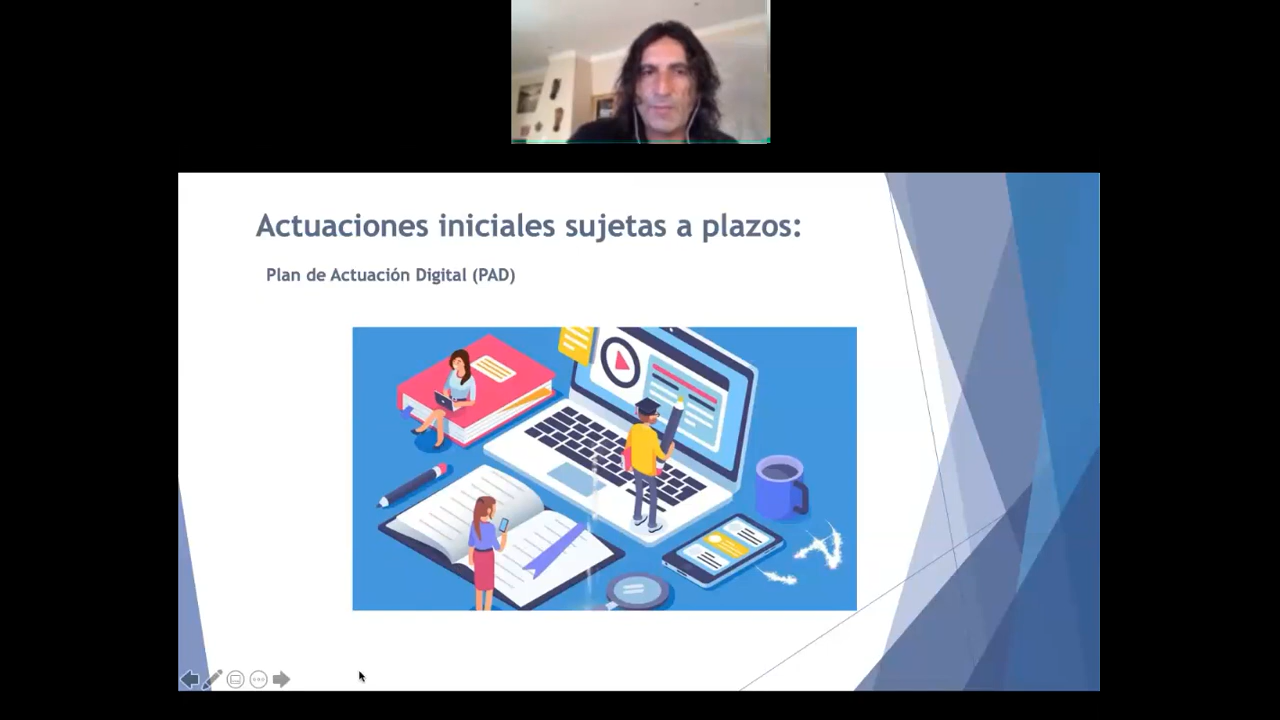 Actuaciones iniciales sujetas a plazos:
Plan de Actuación Digital (PAD)